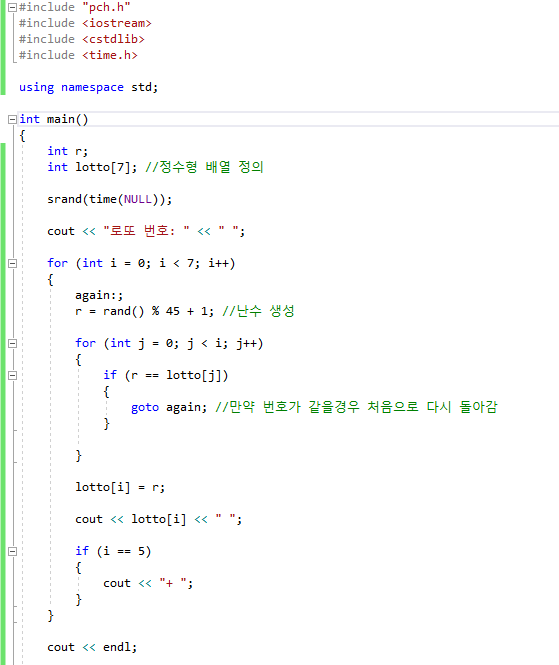 #include "pch.h"
#include <iostream>
#include <cstdlib>
#include <time.h>
using namespace std;
int main()
{
int r;
int lotto[7]; //정수형 배열 정의
srand(time(NULL));
cout << "로또 번호: " << " ";
for (int i = 0; i < 7; i++)
{
again:;
r = rand() % 45 + 1; //난수 생성
for (int j = 0; j < i; j++)
{
if (r == lotto[j])
{
goto again; //만약 번호가 같을경우 처음으로 다시 돌아감
}
}
lotto[i] = r;
cout << lotto[i] << " ";
if (i == 5)
{
cout << "+ ";
}
}
cout << endl;